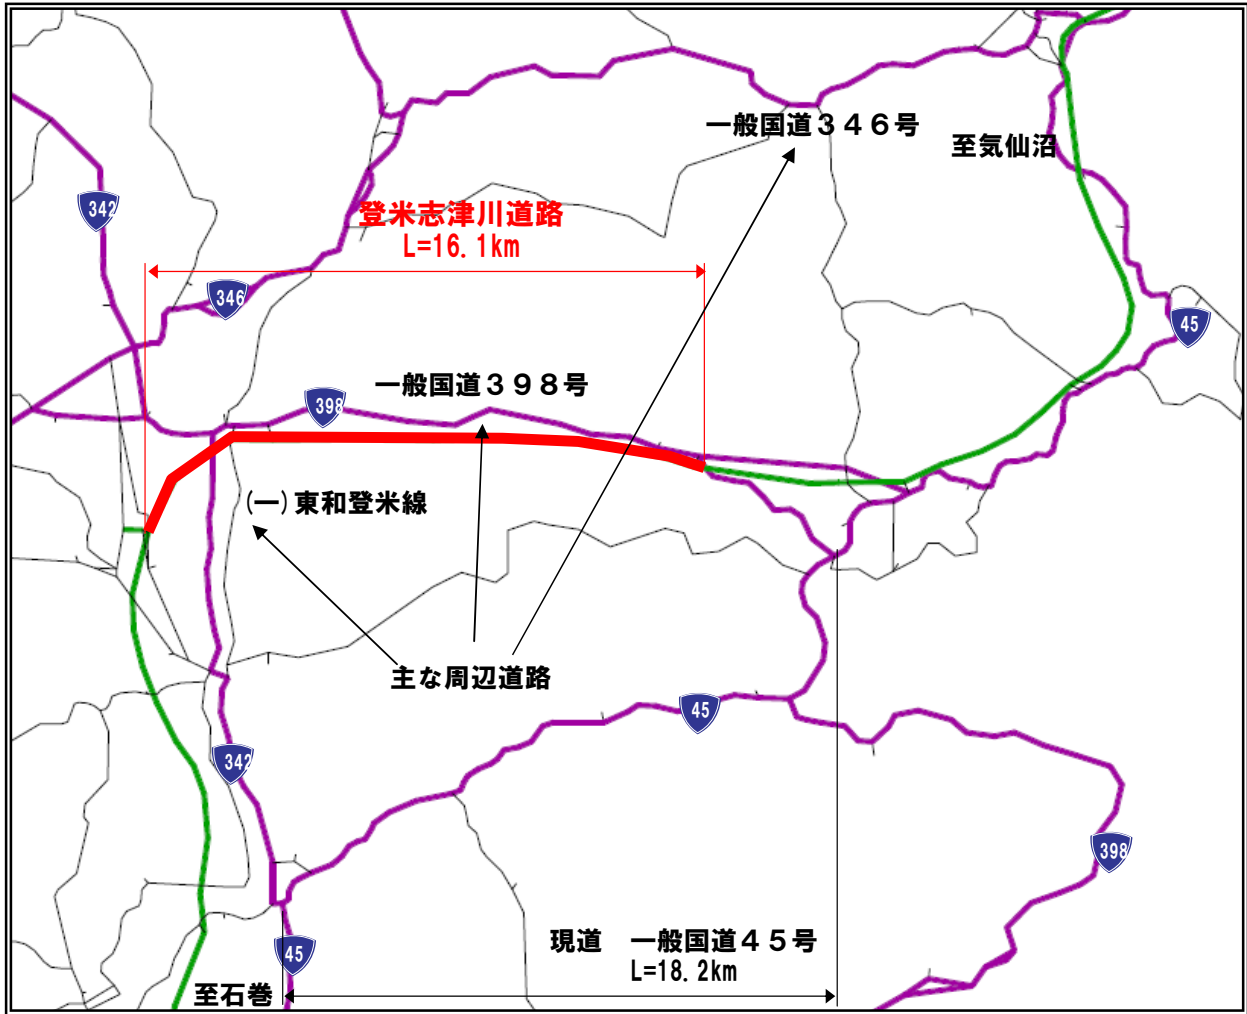 一般国道３４６号
至気仙沼
342
登米志津川道路
L=16.1km
346
45
一般国道３９８号
398
(一)東和登米線
主な周辺道路
45
342
398
現道　一般国道４５号
L=18.2km
45
至石巻